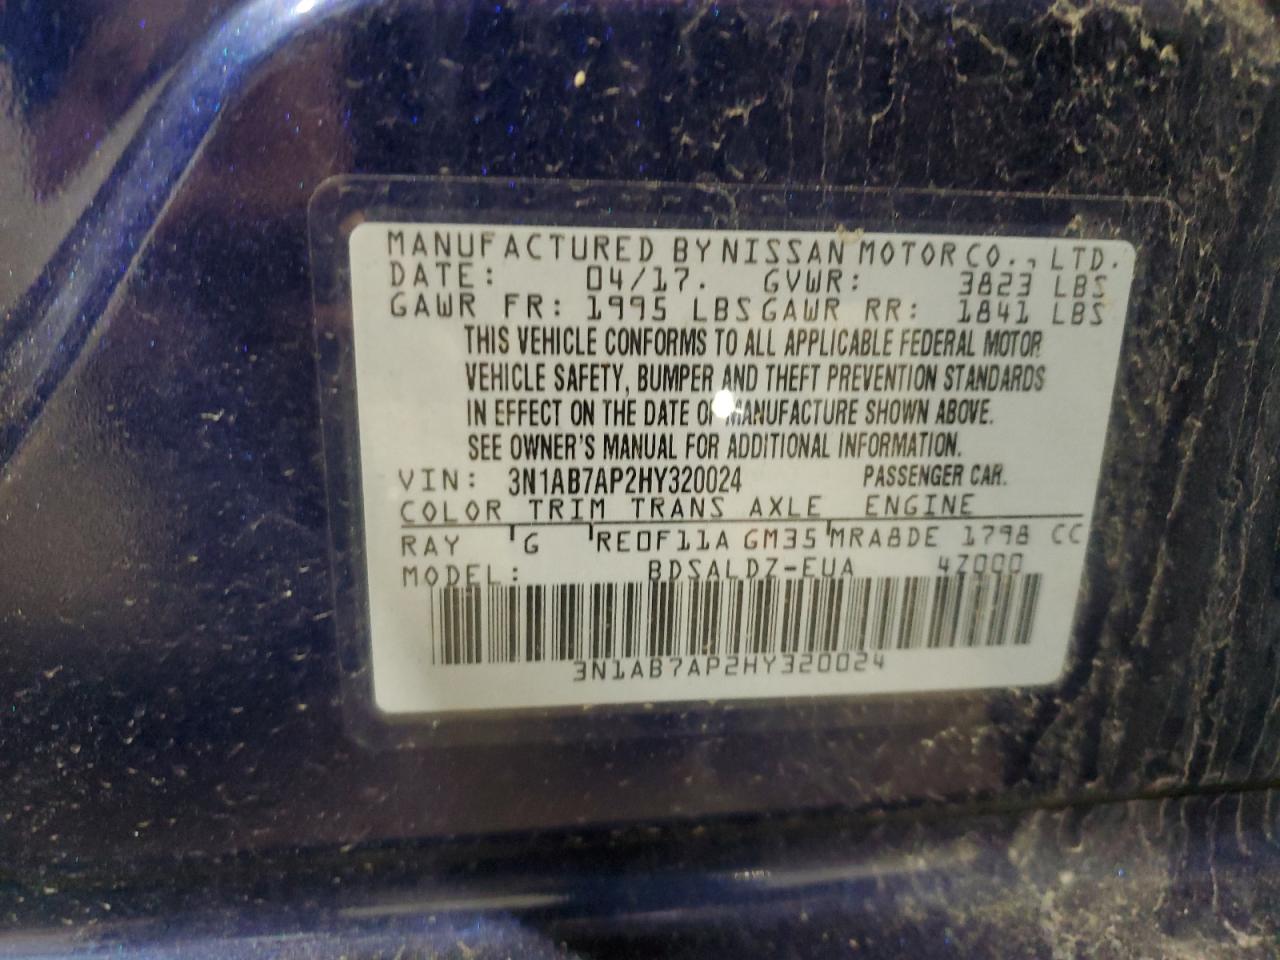 MANUFACTURED BY NISSAN MOTOR CO., LTD.
DATE: 04/17. GVWR: 3823 LBS
GAWR FR: 1995 LBS GAWR RR: 1841 LBS
THIS VEHICLE CONFORMS TO ALL APPLICABLE FEDERAL MOTOR
VEHICLE SAFETY, BUMPER AND THEFT PREVENTION STANDARDS
IN EFFECT ON THE DATE OF MANUFACTURE SHOWN ABOVE.
SEE OWNER'S MANUAL FOR ADDITIONAL INFORMATION.
VIN: 3N1AB7AP2HY320024 PASSENGER CAR.
COLOR TRIM TRANS AXLE ENGINE
RAY G RE0F11A GM35 MRA8DE 1798 CC
MODEL: BDSALDZ-EUA 4Z000
3N1AB7AP2HY320024